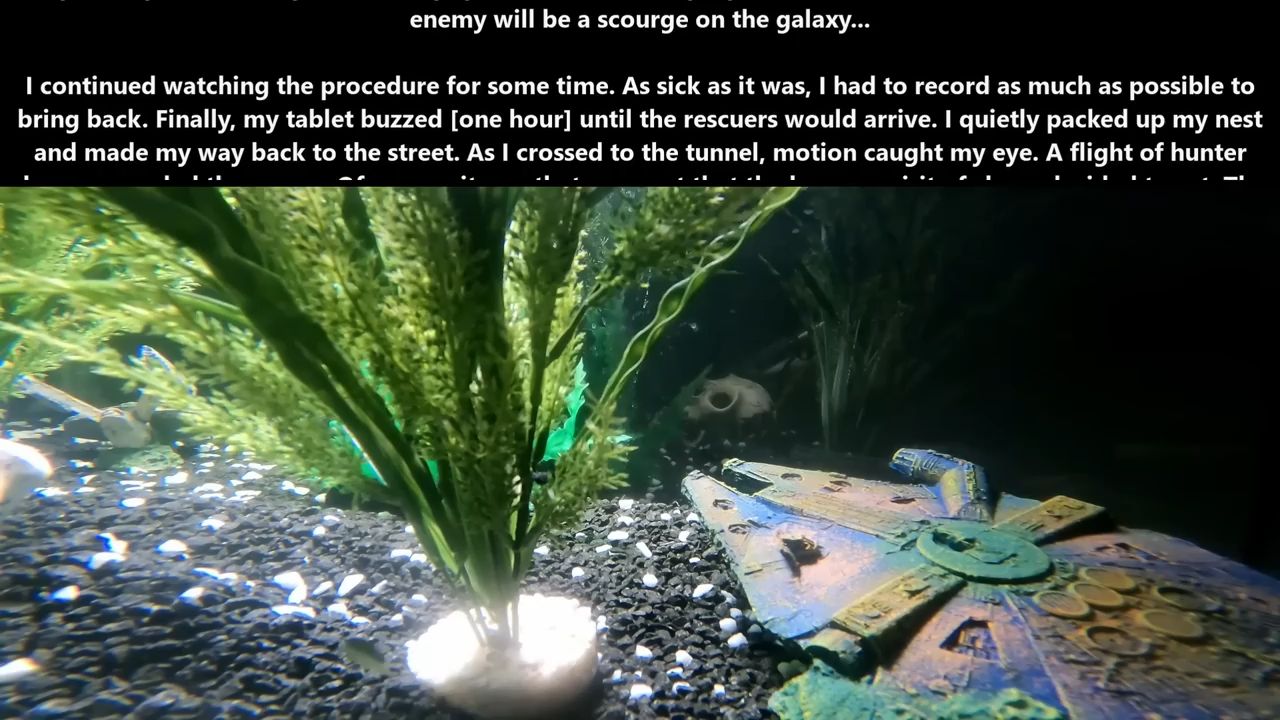 enemy will be a scourge on the galaxy...
I continued watching the procedure for some time. As sick as it was, I had to record as much as possible to
bring back. Finally, my tablet buzzed [one hour] until the rescuers would arrive. I quietly packed up my nest
and made my way back to the street. As I crossed to the tunnel, motion caught my eye. A flight of hunter